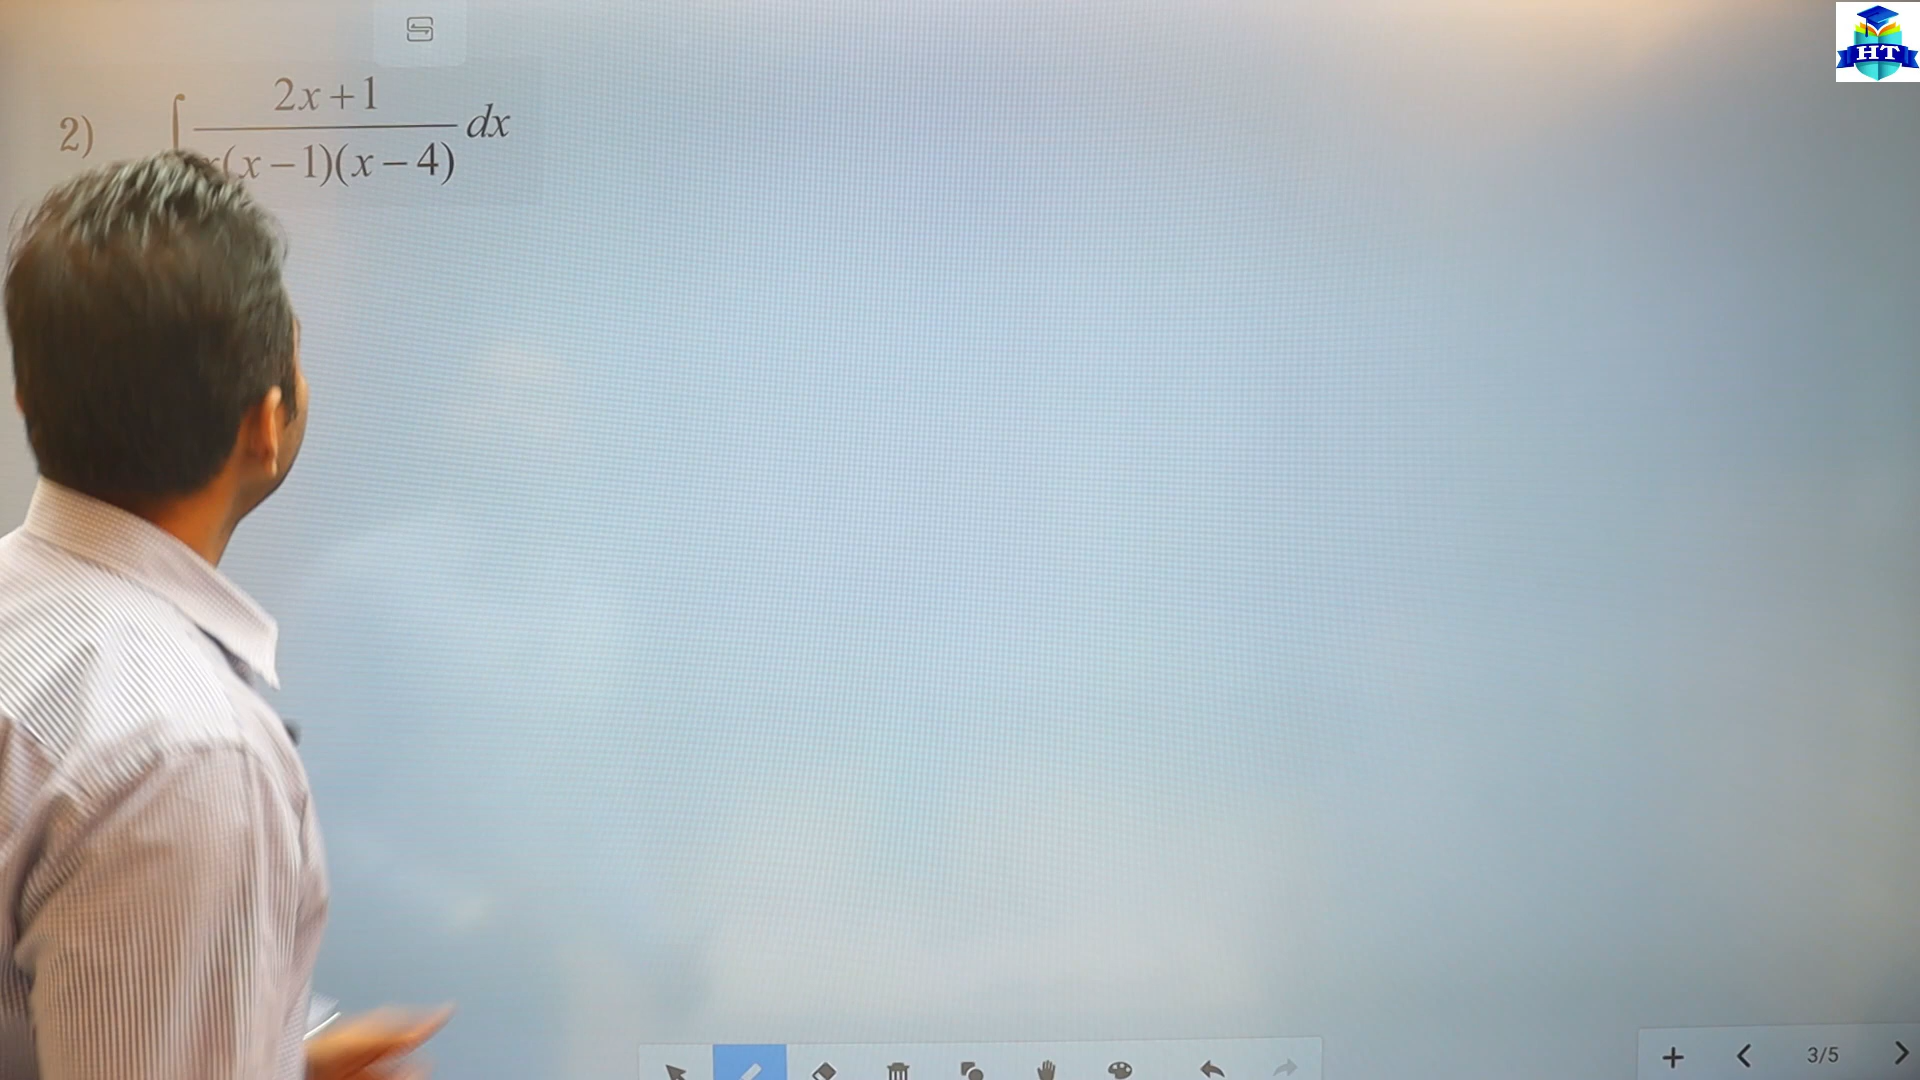 HT
2) ∫ 2x+1 / x(x−1)(x−4) dx
3/5